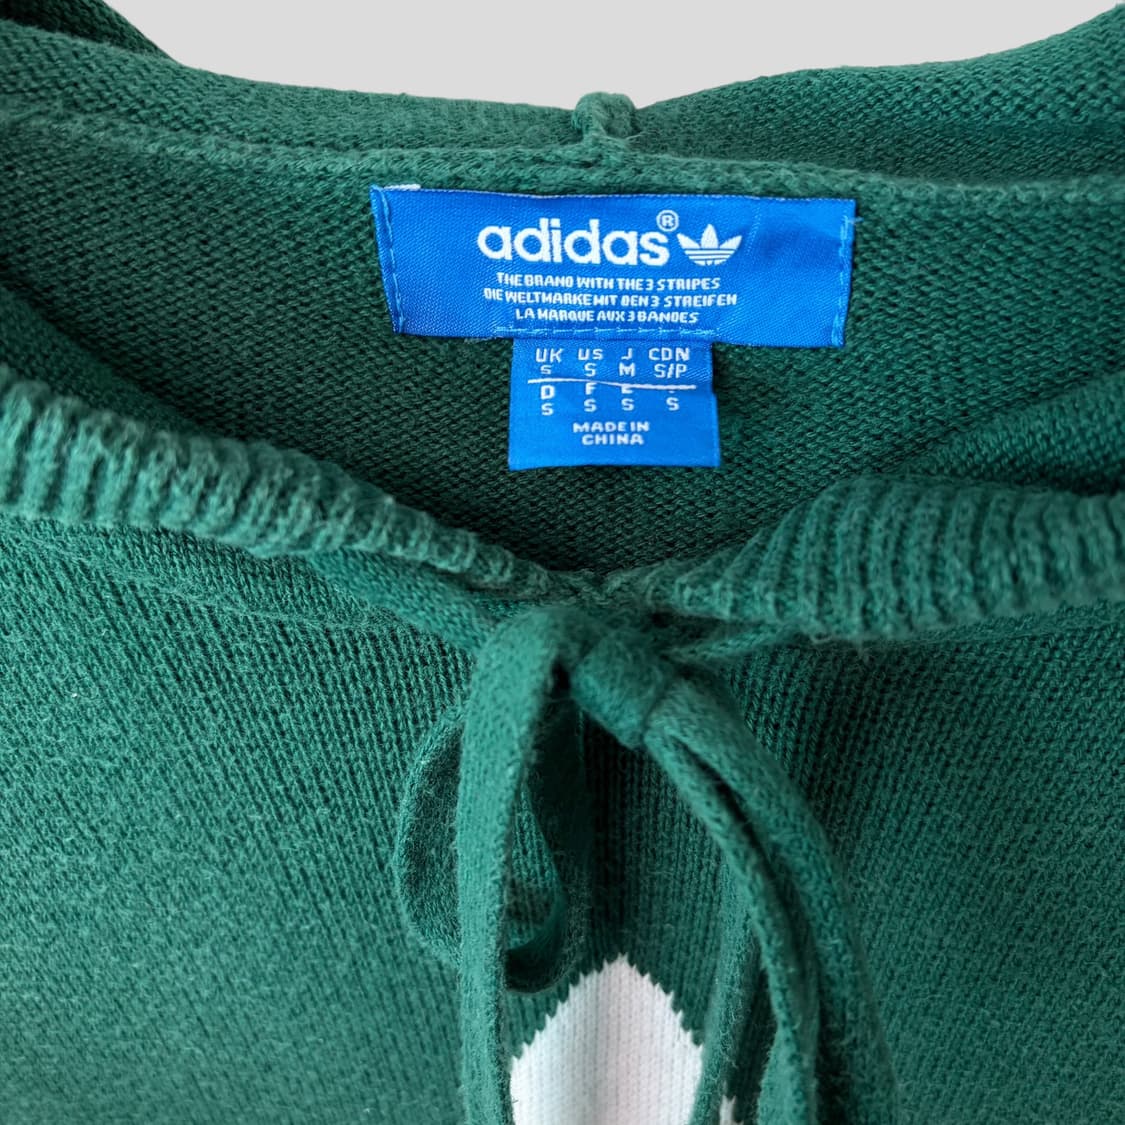 adidas®
THE BRAND WITH THE 3 STRIPES
DIE WELTMARKE MIT DEN 3 STREIFEN
LA MARQUE AUX 3 BANDES
UK US J CDN
S S M S/P
D F E
S S S S
MADE IN
CHINA